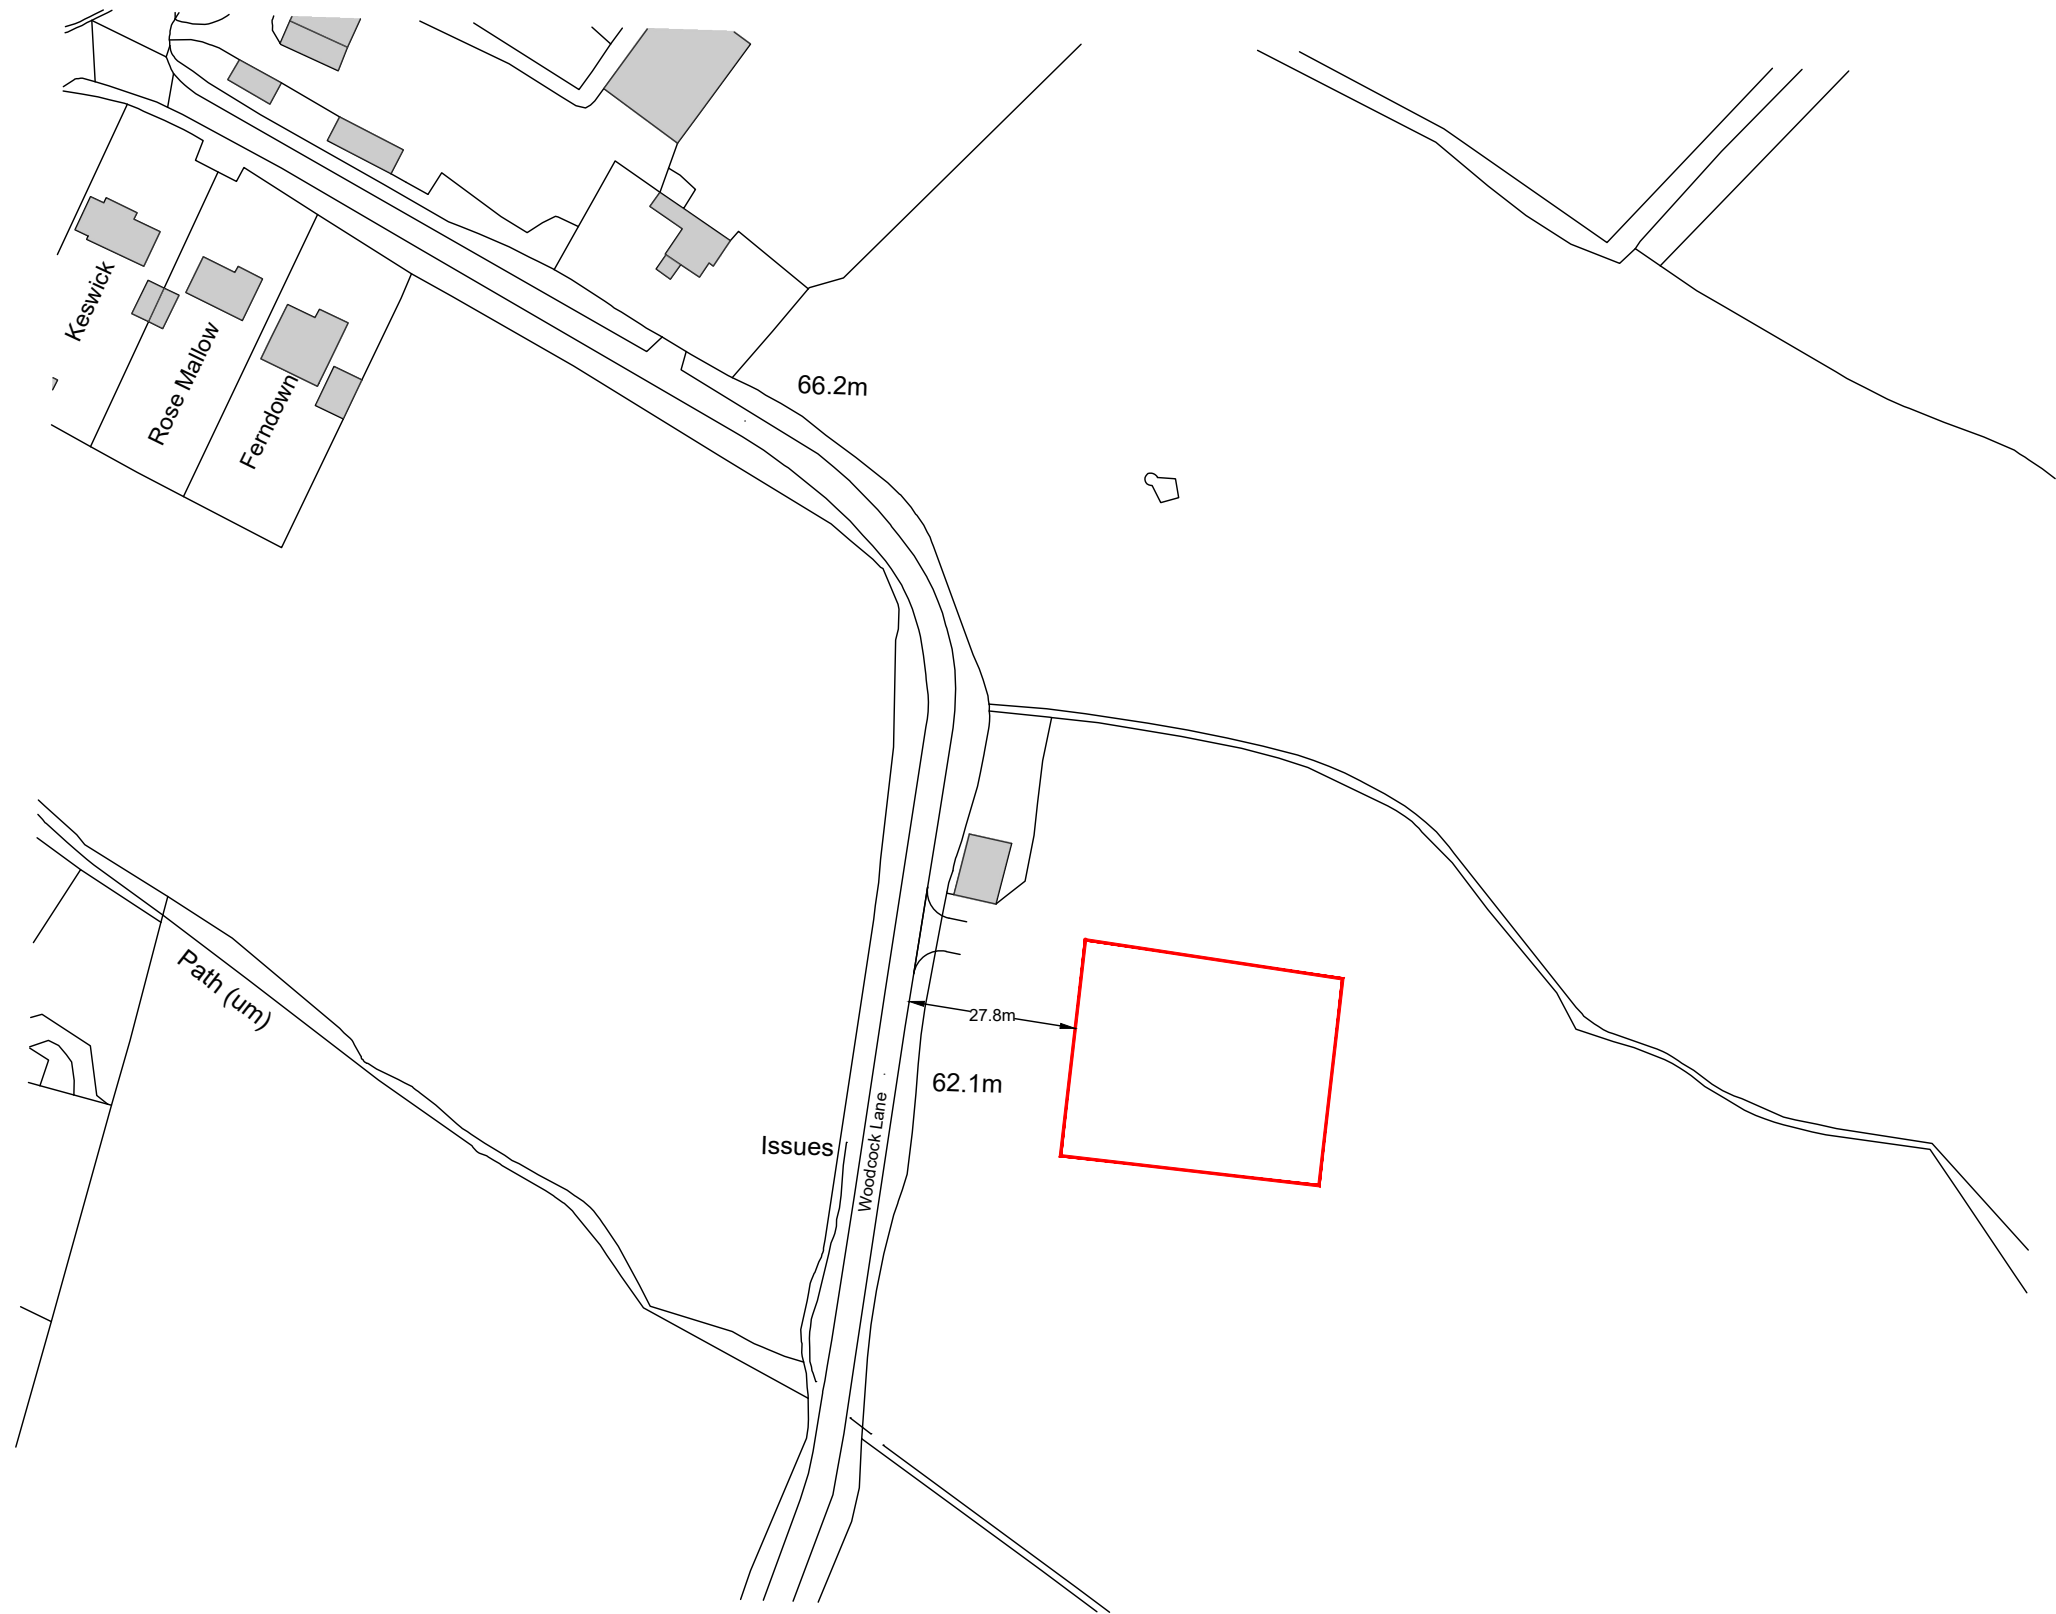 Keswick
Rose Mallow
Ferndown
66.2m
Path (um)
27.8m
62.1m
Issues
Woodcock Lane